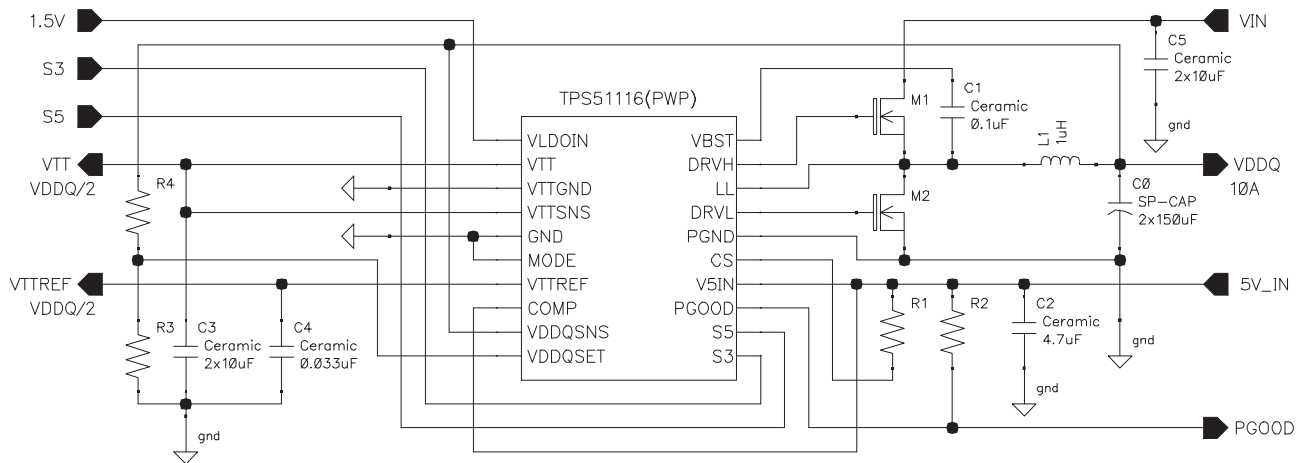 1.5V
VIN
C5
Ceramic
2x10uF
S3
S5
TPS51116(PWP)
M1
C1
Ceramic
0.1uF
gnd
L1
1uH
VLDOIN
VTT
VTTGND
VTTSNS
GND
MODE
VTTREF
COMP
VDDQSNS
VDDQSET
VBST
DRVH
LL
DRVL
PGND
CS
V5IN
PGOOD
S5
S3
VTT
VDDQ/2
R4
VDDQ
10A
M2
C0
SP-CAP
2x150uF
VTTREF
VDDQ/2
5V_IN
R3
C3
Ceramic
2x10uF
C4
Ceramic
0.033uF
R1
R2
C2
Ceramic
4.7uF
gnd
gnd
gnd
PGOOD